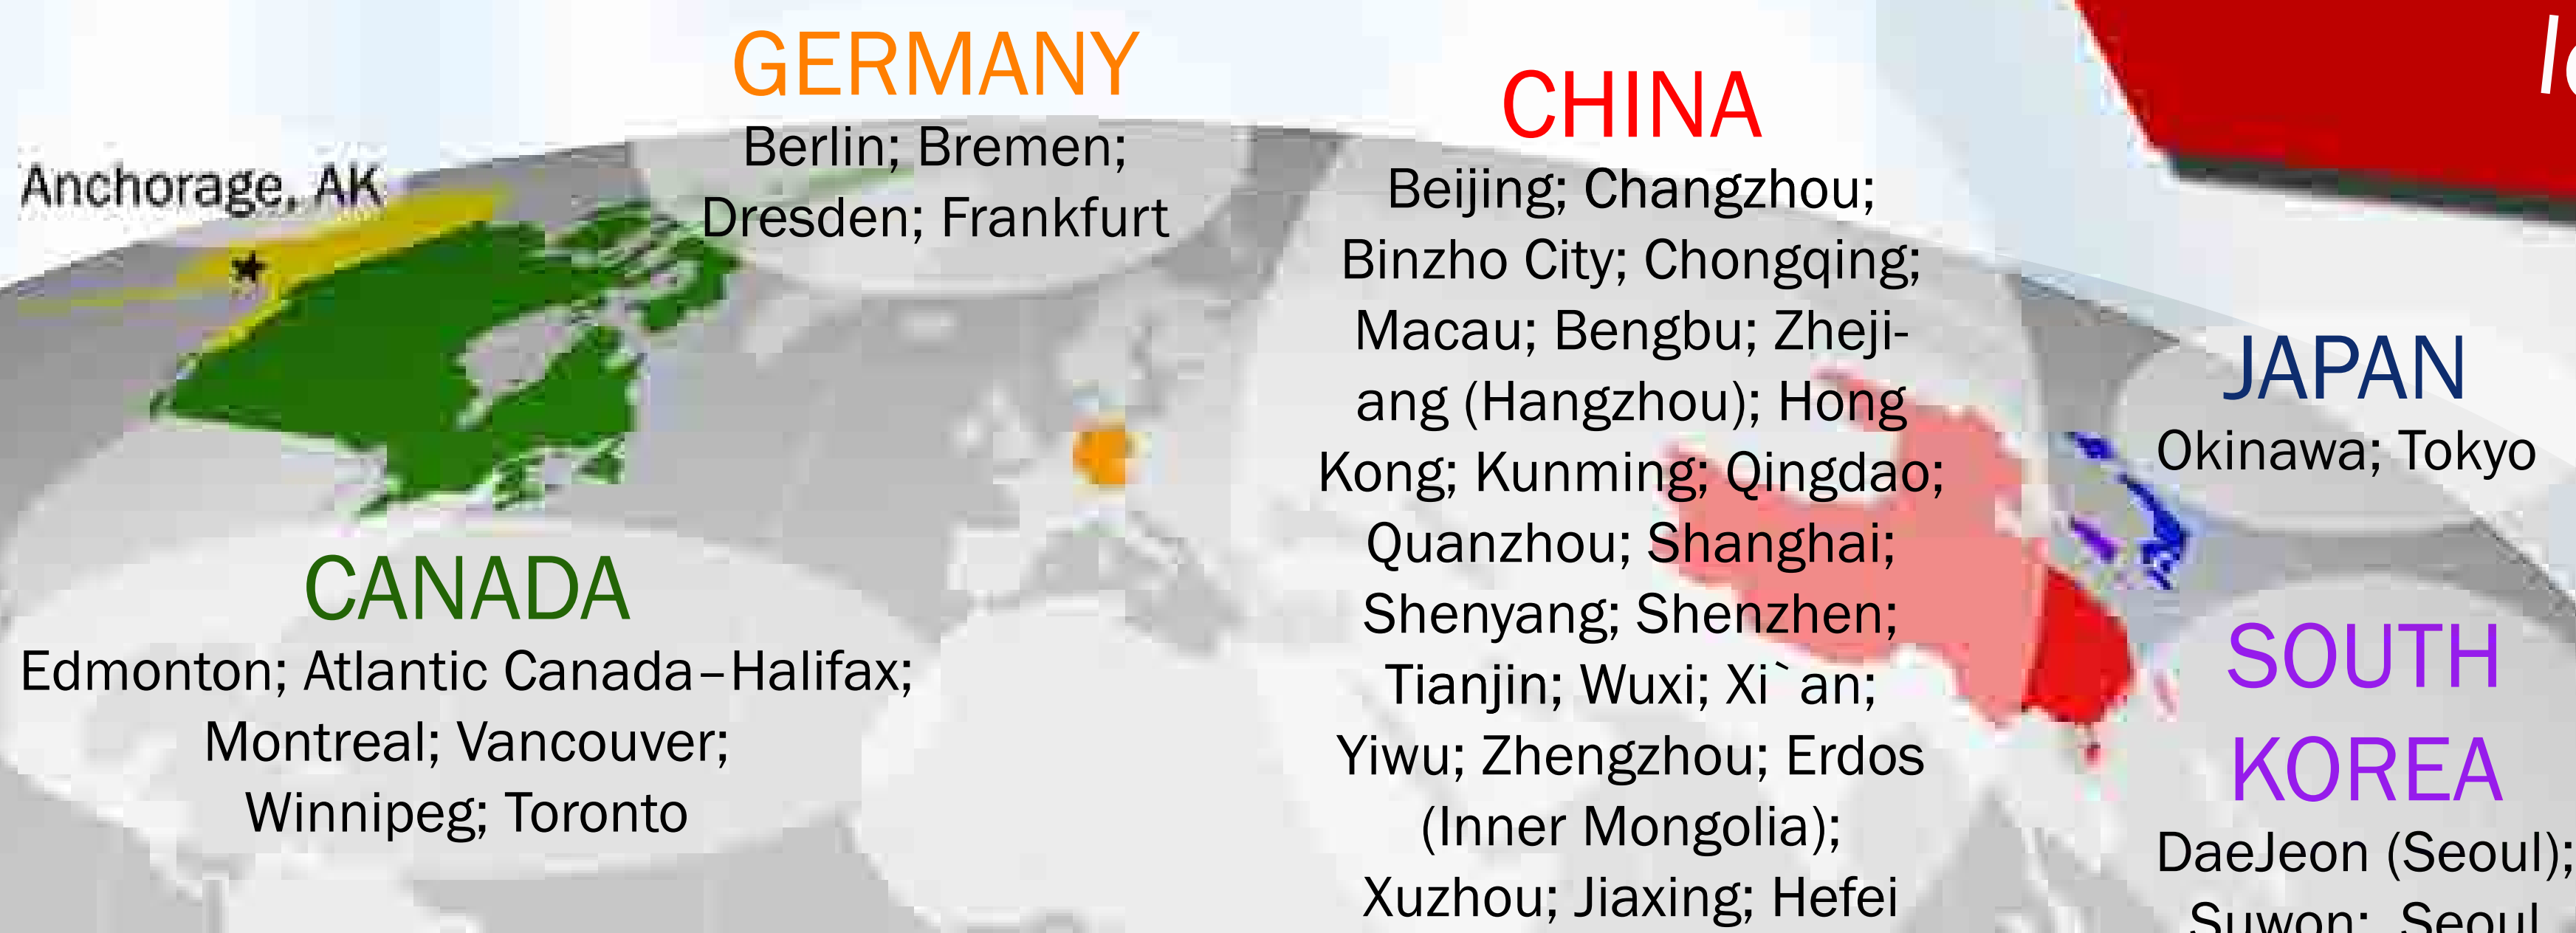 GERMANY
Berlin; Bremen;
Dresden; Frankfurt
Anchorage, AK
CANADA
Edmonton; Atlantic Canada–Halifax;
Montreal; Vancouver;
Winnipeg; Toronto
CHINA
Beijing; Changzhou;
Binzho City; Chongqing;
Macau; Bengbu; Zheji-
ang (Hangzhou); Hong
Kong; Kunming; Qingdao;
Quanzhou; Shanghai;
Shenyang; Shenzhen;
Tianjin; Wuxi; Xi`an;
Yiwu; Zhengzhou; Erdos
(Inner Mongolia);
Xuzhou; Jiaxing; Hefei
JAPAN
Okinawa; Tokyo
SOUTH
KOREA
DaeJeon (Seoul);
Suwon; Seoul